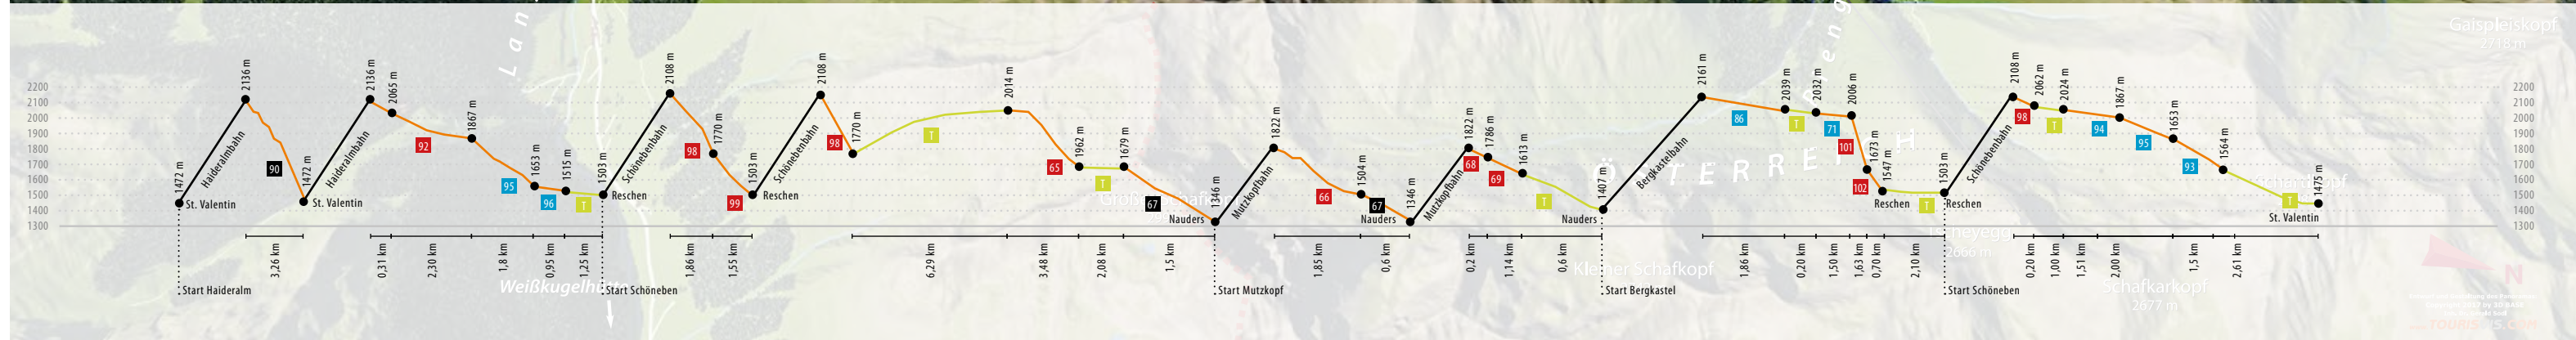 Lan
eng
Gaispleiskopf
2718 m
2200
2100
2000
1900
1800
1700
1600
1500
1400
1300
1472 m
St. Valentin
Haideralmbahn
2136 m
90
1472 m
St. Valentin
Haideralmbahn
2136 m
2065 m
92
1867 m
95
1653 m
96
1515 m
T
1503 m
Reschen
Schönebenbahn
2108 m
98
1770 m
99
1503 m
Reschen
Schönebenbahn
2108 m
98
1770 m
T
2014 m
65
1962 m
T
1679 m
67
1346 m
Nauders
Mutzkopfbahn
1822 m
66
1504 m
67
1346 m
Nauders
Mutzkopfbahn
1822 m
68
1786 m
69
1613 m
T
1407 m
Nauders
Bergkastelbahn
2161 m
86
2039 m
T
2032 m
71
2006 m
101
1673 m
102
1547 m
Reschen
T
1503 m
Reschen
Schönebenbahn
2108 m
98
2062 m
T
2024 m
94
1867 m
95
1653 m
93
1564 m
T
1475 m
St. Valentin
2200
2100
2000
1900
1800
1700
1600
1500
1400
1300
ÖSTERRE
H
3,26 km
0,31 km
2,30 km
1,8 km
0,95 km
1,25 km
1,86 km
1,55 km
6,29 km
3,48 km
2,08 km
1,5 km
1,85 km
0,6 km
0,2 km
1,14 km
0,6 km
1,86 km
0,20 km
1,50 km
1,63 km
0,70 km
2,10 km
0,20 km
1,00 km
1,51 km
2,00 km
1,5 km
2,61 km
Start Haideralm
Start Schöneben
Start Mutzkopf
Start Bergkastel
Start Schöneben
Weißkugelhütte
Kleiner Schafkopf
2666 m
Schafkarkopf
2677 m
N